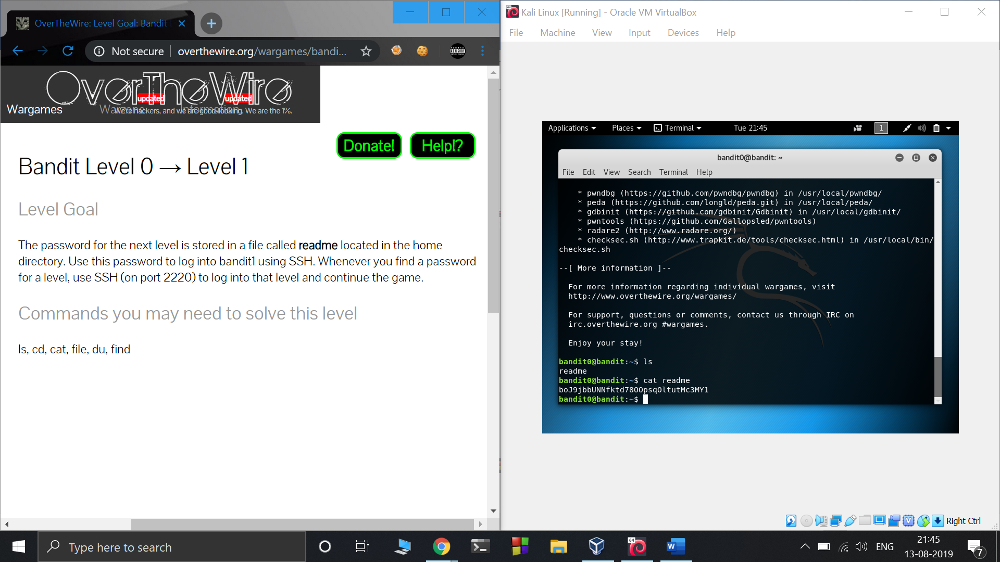 OverTheWire: Level Goal: Bandit
Not secure | overthewire.org/wargames/bandi...
OverTheWire
updated updated
Wargames Warzone Information
We're hackers, and we are good-looking. We are the 1%.
Donate! Help!?
Bandit Level 0 → Level 1
Level Goal
The password for the next level is stored in a file called readme located in the home
directory. Use this password to log into bandit1 using SSH. Whenever you find a password
for a level, use SSH (on port 2220) to log into that level and continue the game.
Commands you may need to solve this level
ls, cd, cat, file, du, find
Kali Linux [Running] - Oracle VM VirtualBox
File Machine View Input Devices Help
Applications Places Terminal Tue 21:45 1
bandit0@bandit: ~
File Edit View Search Terminal Help
* pwndbg (https://github.com/pwndbg/pwndbg) in /usr/local/pwndbg/
* peda (https://github.com/longld/peda.git) in /usr/local/peda/
* gdbinit (https://github.com/gdbinit/Gdbinit) in /usr/local/gdbinit/
* pwntools (https://github.com/Gallopsled/pwntools)
* radare2 (http://www.radare.org/)
* checksec.sh (http://www.trapkit.de/tools/checksec.html) in /usr/local/bin/
checksec.sh
--[ More information ]--
For more information regarding individual wargames, visit
http://www.overthewire.org/wargames/
For support, questions or comments, contact us through IRC on
irc.overthewire.org #wargames.
Enjoy your stay!
bandit0@bandit:~$ ls
readme
bandit0@bandit:~$ cat readme
boJ9jbbUNNfktd78OOpsqOltutMc3MY1
bandit0@bandit:~$
Right Ctrl
Type here to search
64
ENG
21:45
13-08-2019
7